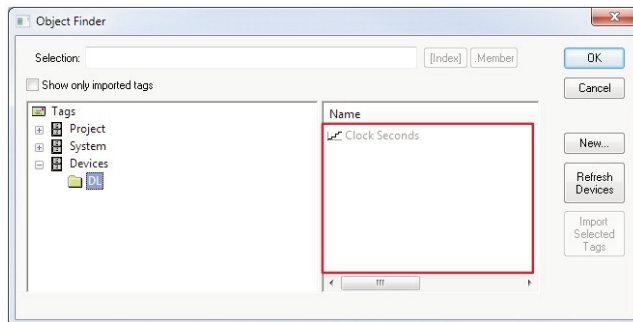 Object Finder
Selection:
[Index]
.Member
OK
Show only imported tags
Cancel
Tags
Project
System
Devices
DL
Name
Clock Seconds
New...
Refresh
Devices
Import
Selected
Tags